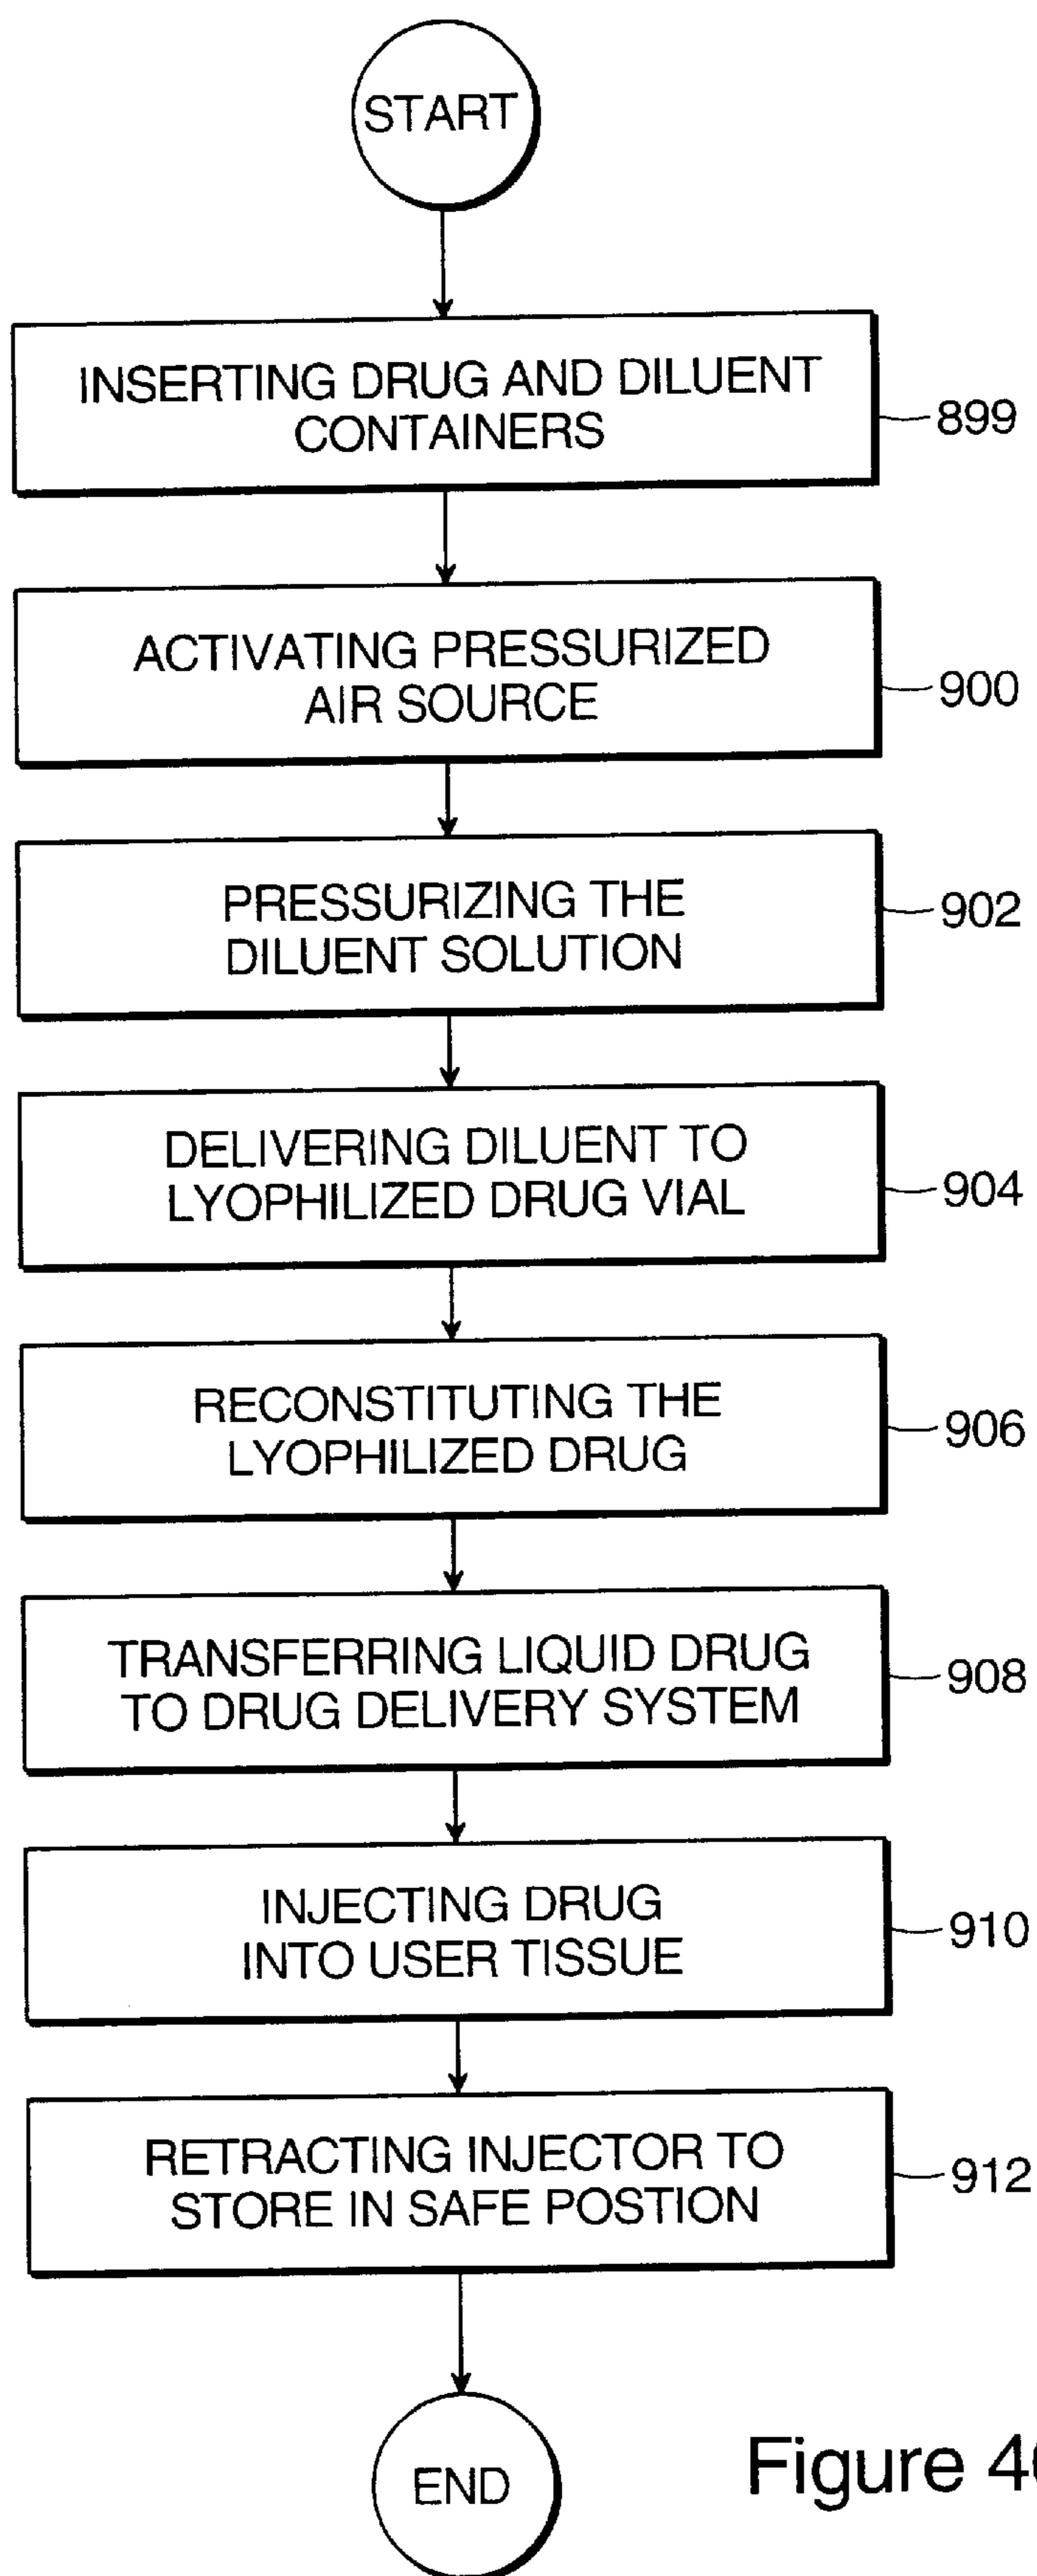 START
INSERTING DRUG AND DILUENT
CONTAINERS
899
ACTIVATING PRESSURIZED
AIR SOURCE
900
PRESSURIZING THE
DILUENT SOLUTION
902
DELIVERING DILUENT TO
LYOPHILIZED DRUG VIAL
904
RECONSTITUTING THE
LYOPHILIZED DRUG
906
TRANSFERRING LIQUID DRUG
TO DRUG DELIVERY SYSTEM
908
INJECTING DRUG
INTO USER TISSUE
910
RETRACTING INJECTOR TO
STORE IN SAFE POSTION
912
END
Figure